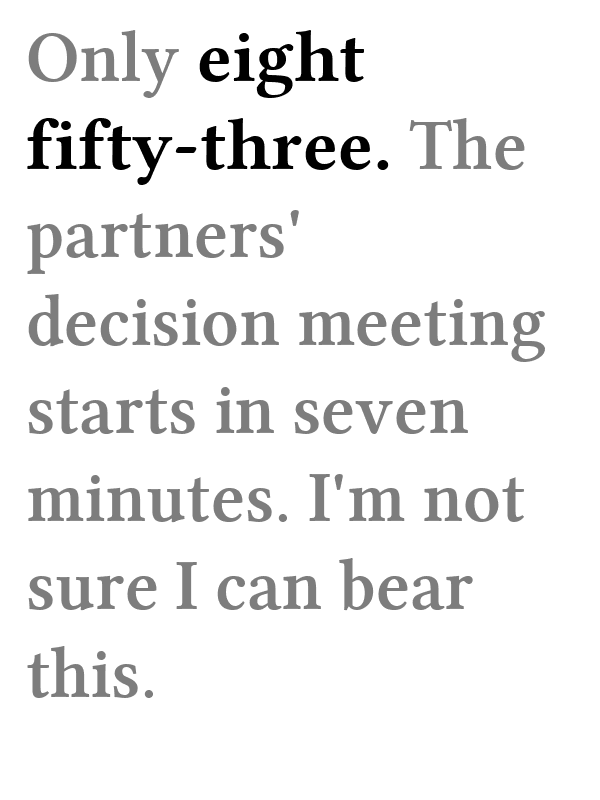 Only eight
fifty-three. The
partners'
decision meeting
starts in seven
minutes. I'm not
sure I can bear
this.